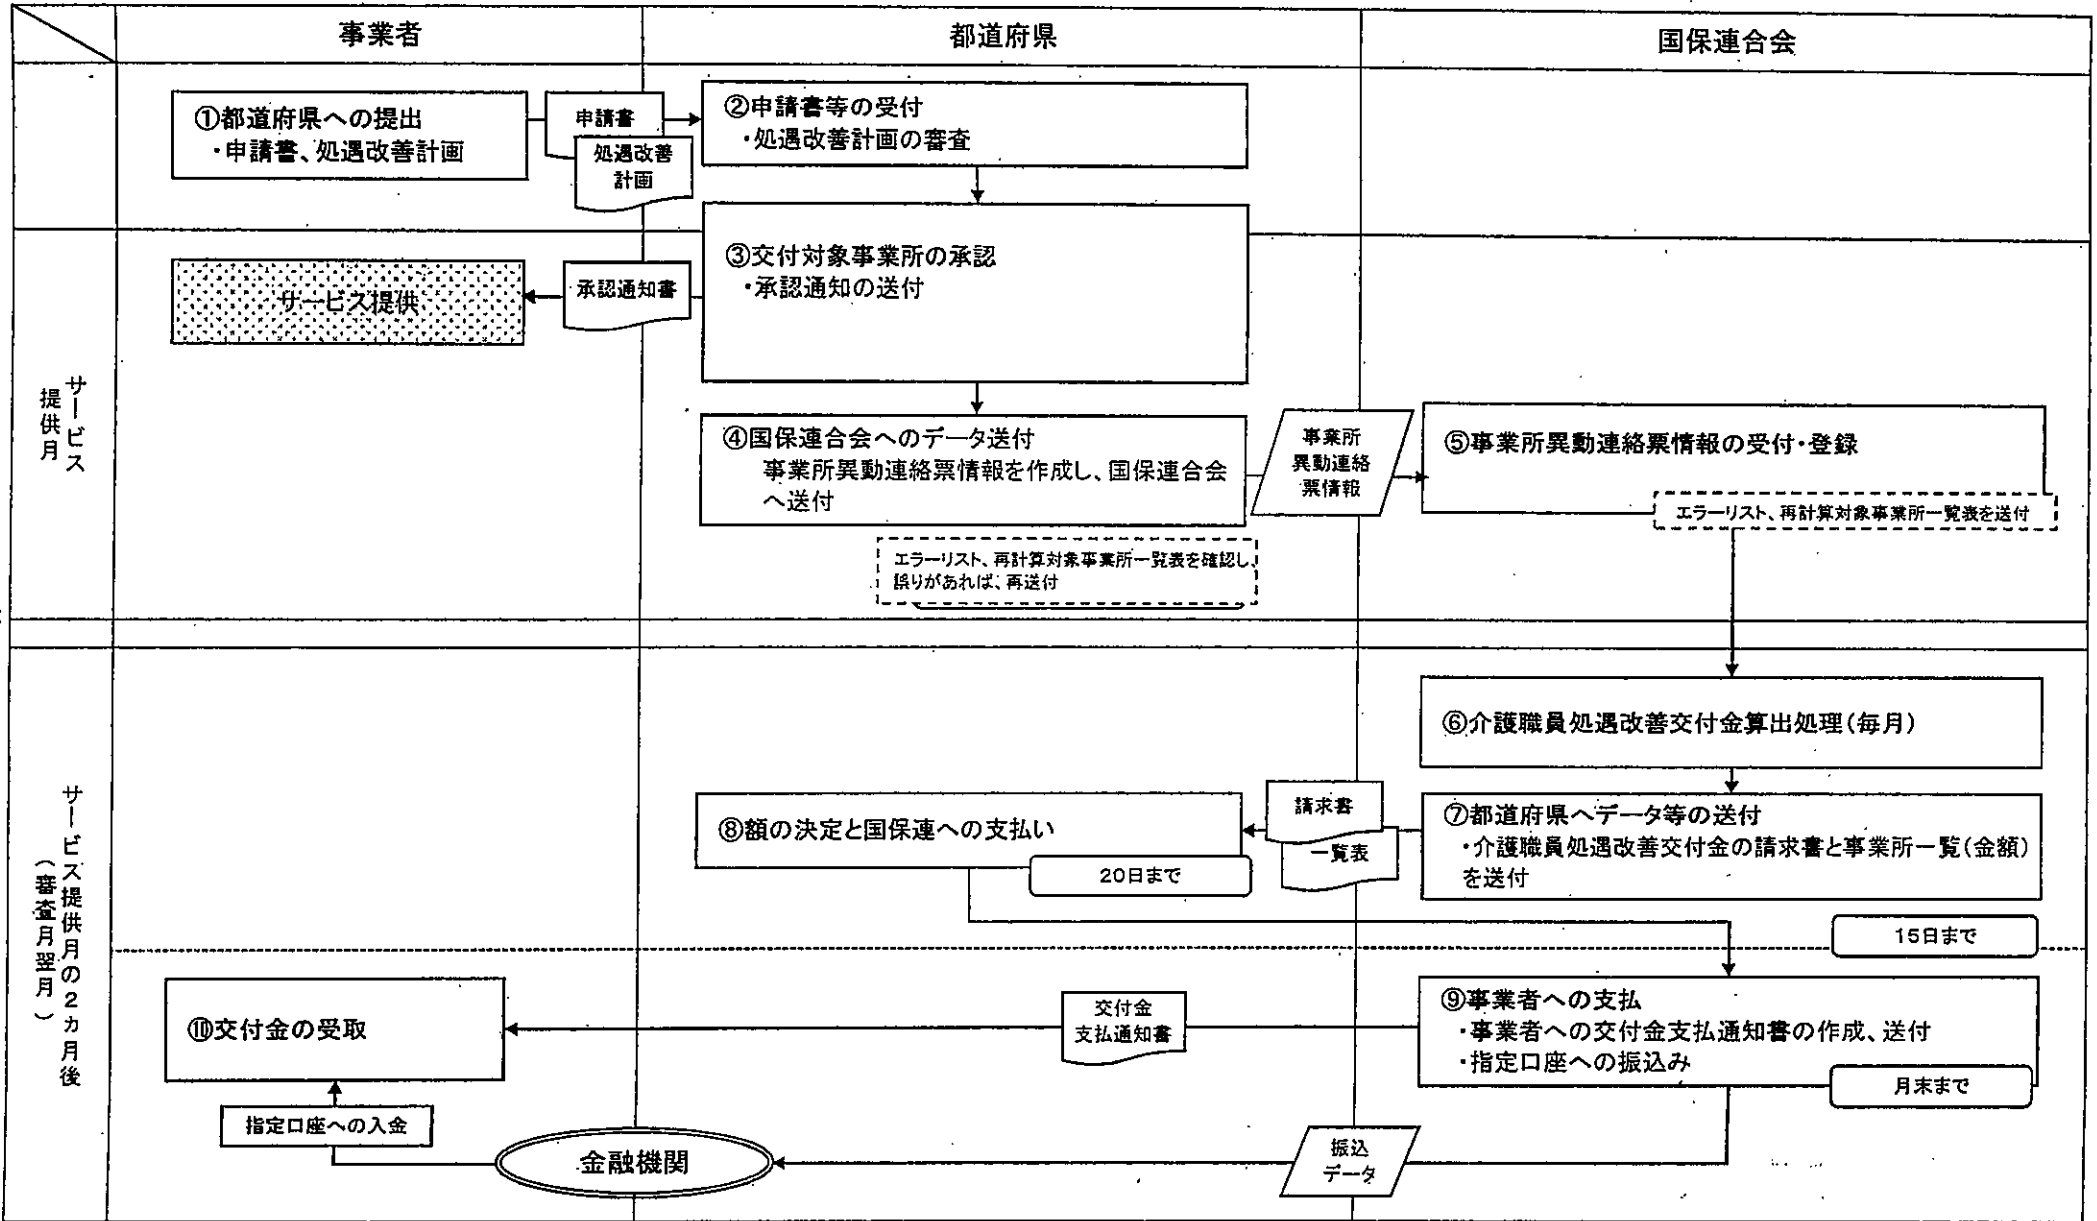 事業者
都道府県
国保連合会
①都道府県への提出
・申請書、処遇改善計画
申請書
処遇改善
計画
②申請書等の受付
・処遇改善計画の審査
サービス
提供月
サービス提供
承認通知書
③交付対象事業所の承認
・承認通知の送付
④国保連合会へのデータ送付
事業所異動連絡票情報を作成し、国保連合会
へ送付
事業所
異動連絡
票情報
⑤事業所異動連絡票情報の受付・登録
エラーリスト、再計算対象事業所一覧表を送付
エラーリスト、再計算対象事業所一覧表を確認し、
誤りがあれば、再送付
サービス提供月の2ヵ月後
（審査月翌月）
⑥介護職員処遇改善交付金算出処理(毎月)
⑦都道府県へデータ等の送付
・介護職員処遇改善交付金の請求書と事業所一覧(金額)
を送付
15日まで
請求書
一覧表
⑧額の決定と国保連への支払い
20日まで
⑨事業者への支払
・事業者への交付金支払通知書の作成、送付
・指定口座への振込み
月末まで
交付金
支払通知書
⑩交付金の受取
指定口座への入金
金融機関
振込
データ